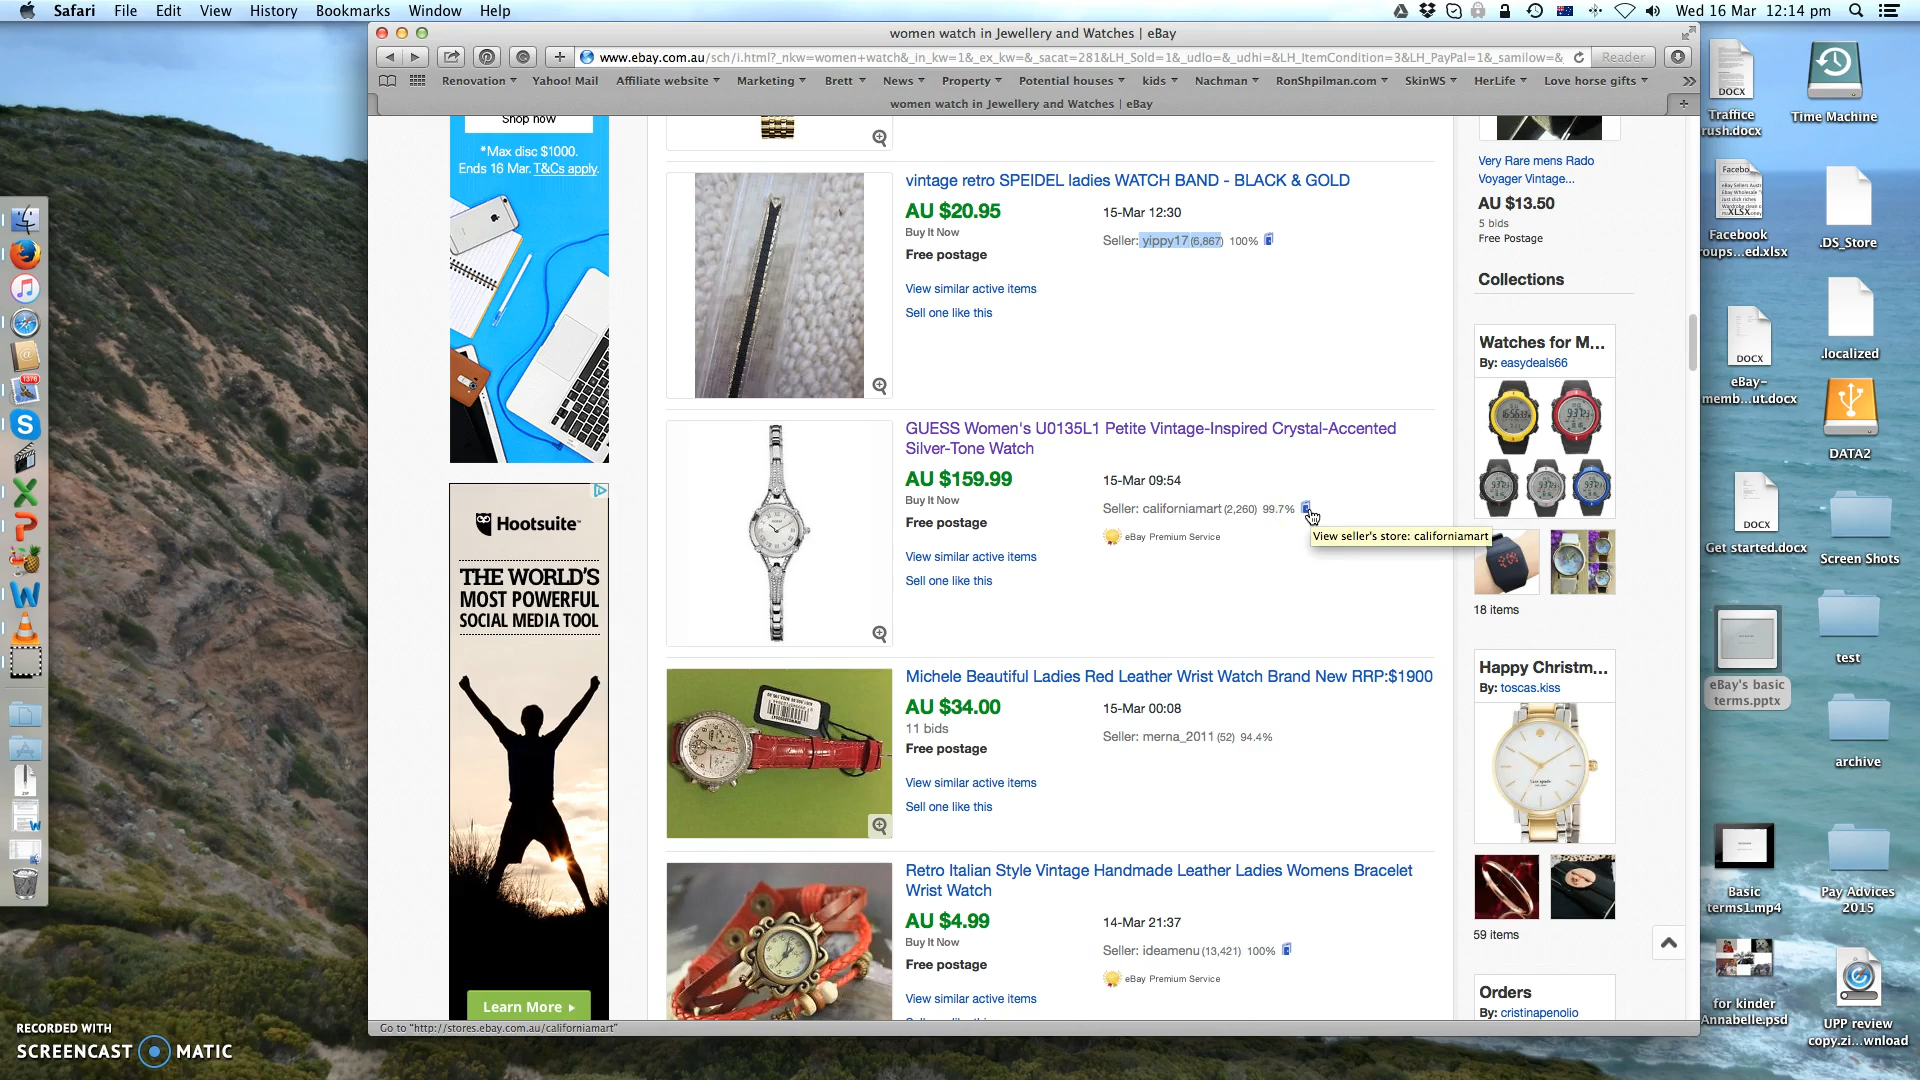 Safari File Edit View History Bookmarks Window Help
Wed 16 Mar 12:14 pm
women watch in Jewellery and Watches | eBay
www.ebay.com.au/sch/i.html?_nkw=women+watch&_in_kw=1&_ex_kw=&_sacat=281&LH_Sold=1&_udlo=&_udhi=&LH_ItemCondition=3&LH_PayPal=1&_samilow=&_
Reader
Renovation Yahoo! Mail Affiliate website Marketing Brett News Property Potential houses kids Nachman RonShpilman.com SkinWS HerLife Love horse gifts
women watch in Jewellery and Watches | eBay
Shop now
*Max disc $1000.
Ends 16 Mar. T&Cs apply.
Hootsuite™
THE WORLD'S
MOST POWERFUL
SOCIAL MEDIA TOOL
Learn More
vintage retro SPEIDEL ladies WATCH BAND - BLACK & GOLD
AU $20.95
15-Mar 12:30
Buy It Now
Seller: yippy17 (6,867) 100%
Free postage
View similar active items
Sell one like this
GUESS Women's U0135L1 Petite Vintage-Inspired Crystal-Accented
Silver-Tone Watch
AU $159.99
15-Mar 09:54
Buy It Now
Seller: californiamart (2,260) 99.7%
Free postage
eBay Premium Service
View seller's store: californiamart
View similar active items
Sell one like this
Michele Beautiful Ladies Red Leather Wrist Watch Brand New RRP:$1900
AU $34.00
15-Mar 00:08
11 bids
Seller: merna_2011 (52) 94.4%
Free postage
View similar active items
Sell one like this
Retro Italian Style Vintage Handmade Leather Ladies Womens Bracelet
Wrist Watch
AU $4.99
14-Mar 21:37
Buy It Now
Seller: ideamenu (13,421) 100%
Free postage
eBay Premium Service
View similar active items
Very Rare mens Rado
Voyager Vintage...
AU $13.50
5 bids
Free Postage
Collections
Watches for M...
By: easydeals66
18 items
Happy Christm...
By: toscas.kiss
59 items
Orders
By: cristinapenolio
Go to "http://stores.ebay.com.au/californiamart"
DOCX
Traffice
rush.docx
Time Machine
XLSX
Facebook
roups...ed.xlsx
.DS_Store
DOCX
eBay-
memb...ut.docx
.localized
DATA2
DOCX
Get started.docx
Screen Shots
eBay's basic
terms.pptx
test
archive
Basic
terms1.mp4
Pay Advices
2015
for kinder
Annabelle.psd
UPP review
copy.zi...wnload
RECORDED WITH
SCREENCAST MATIC